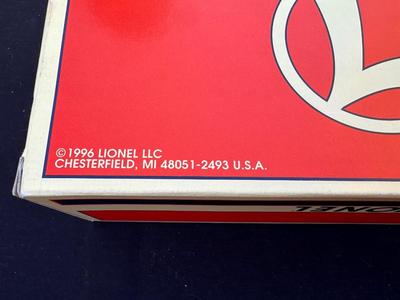 ©1996 LIONEL LLC
CHESTERFIELD, MI 48051-2493 U.S.A.